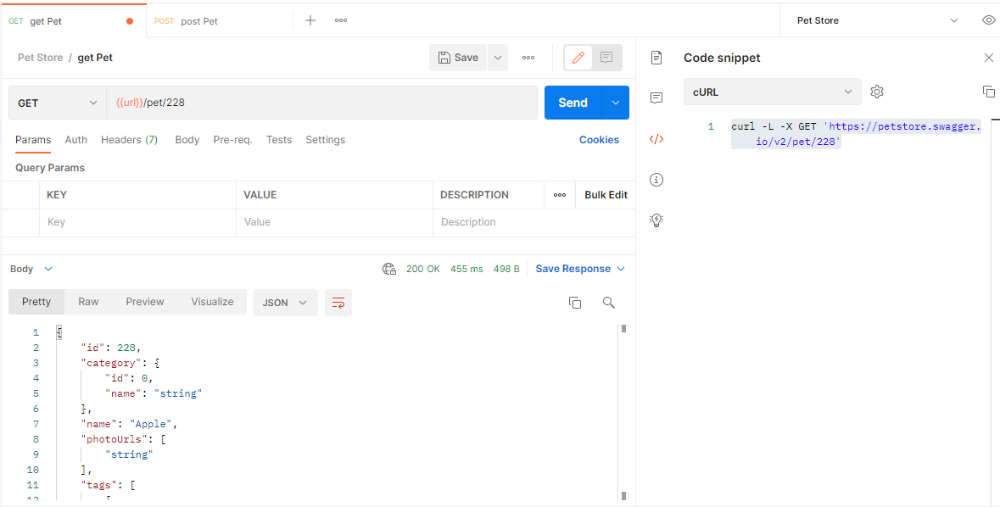 GET get Pet POST post Pet Pet Store
Pet Store / get Pet Save
GET {{url}}/pet/228 Send
Params Auth Headers (7) Body Pre-req. Tests Settings Cookies
Query Params
KEY VALUE DESCRIPTION Bulk Edit
Key Value Description
Body 200 OK 455 ms 498 B Save Response
Pretty Raw Preview Visualize JSON
1 {
2 "id": 228,
3 "category": {
4 "id": 0,
5 "name": "string"
6 },
7 "name": "Apple",
8 "photoUrls": [
9 "string"
10 ],
11 "tags": [
12 {
Code snippet
cURL
1 curl -L -X GET 'https://petstore.swagger.
io/v2/pet/228'